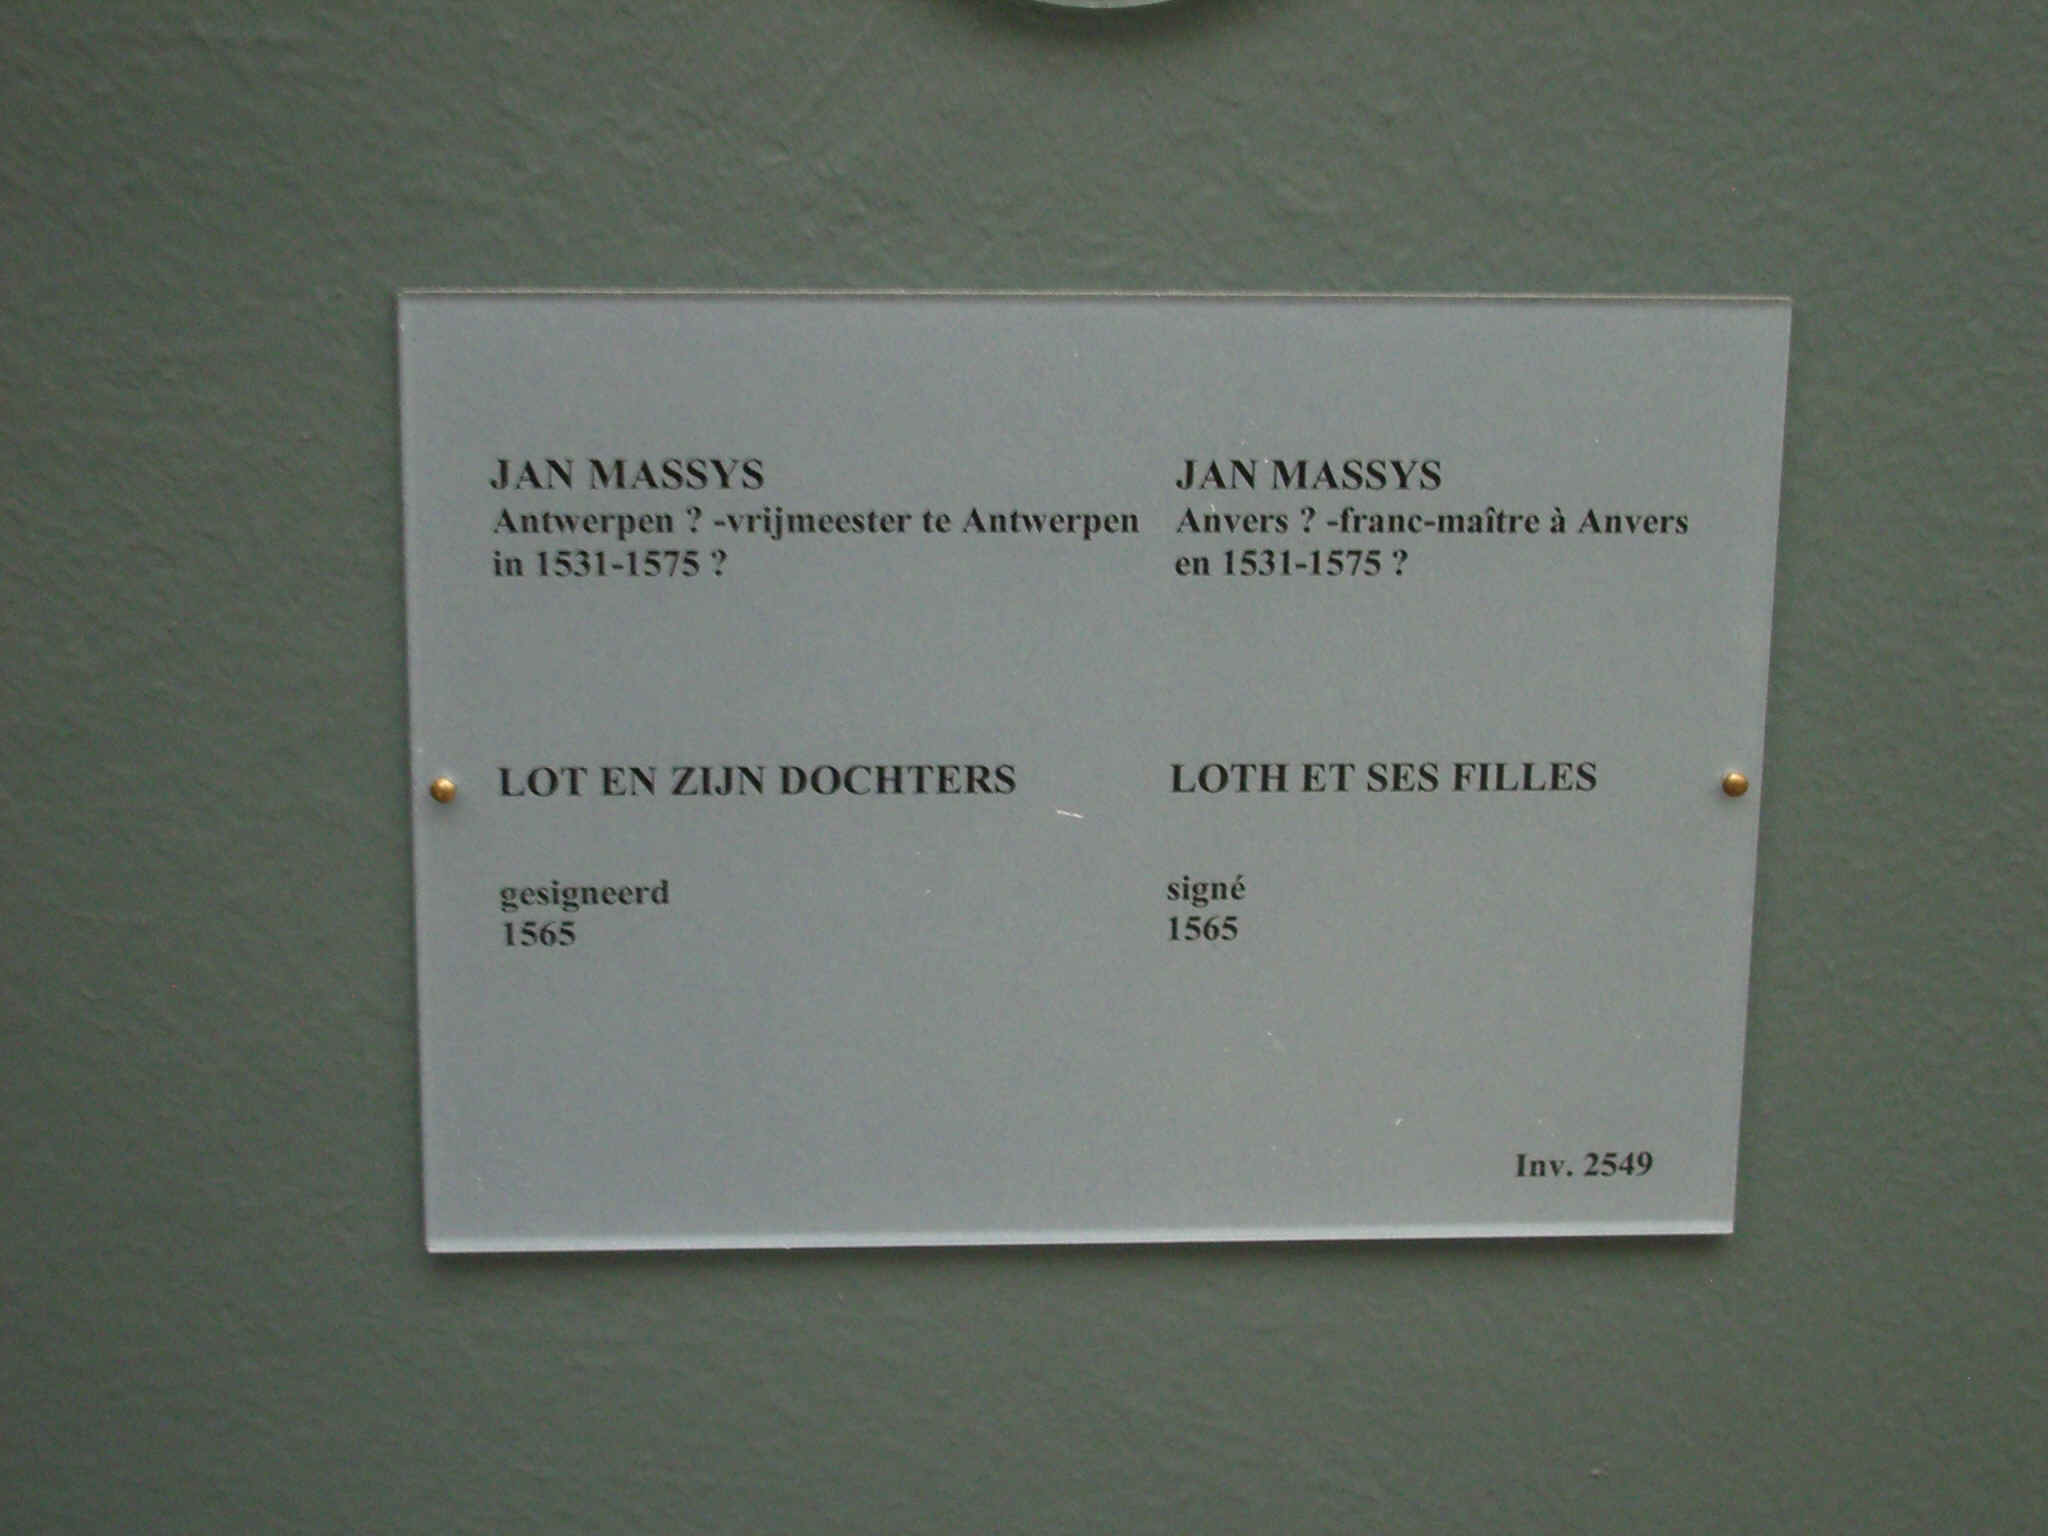 JAN MASSYS
Antwerpen ? -vrijmeester te Antwerpen
in 1531-1575 ?
LOT EN ZIJN DOCHTERS
gesigneerd
1565
JAN MASSYS
Anvers ? -franc-maître à Anvers
en 1531-1575 ?
LOTH ET SES FILLES
signé
1565
Inv. 2549